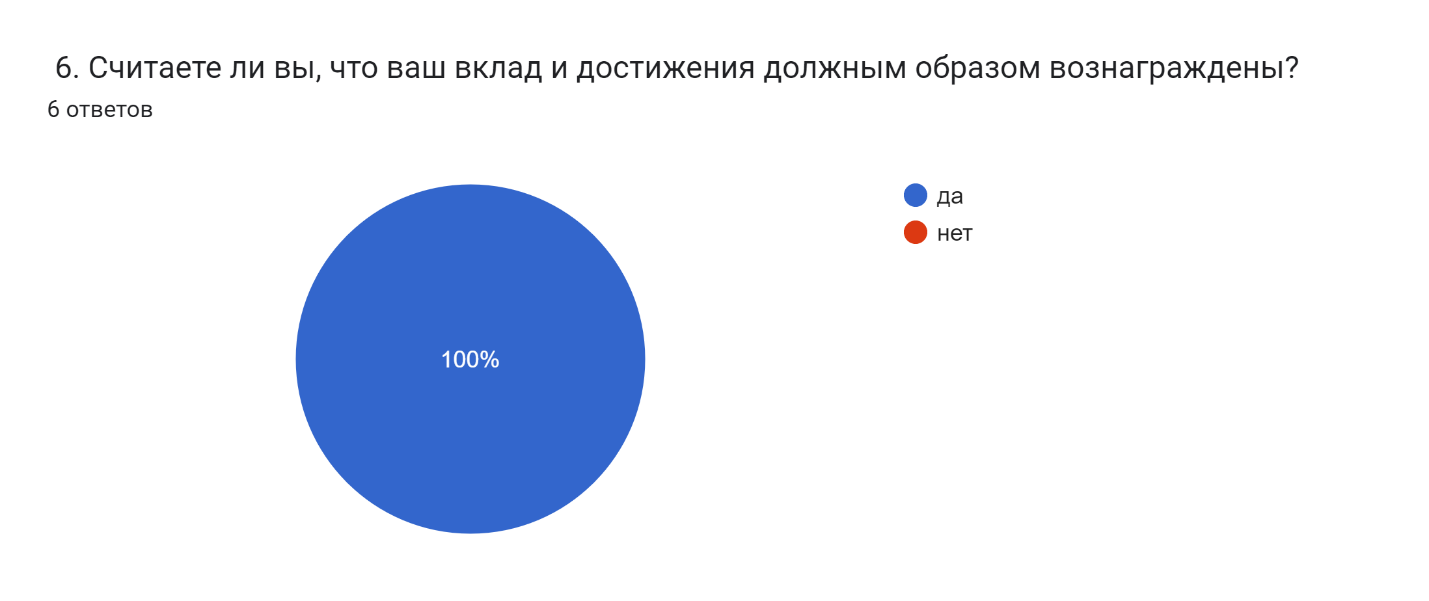 6. Считаете ли вы, что ваш вклад и достижения должным образом вознаграждены?
6 ответов
да
нет
100%